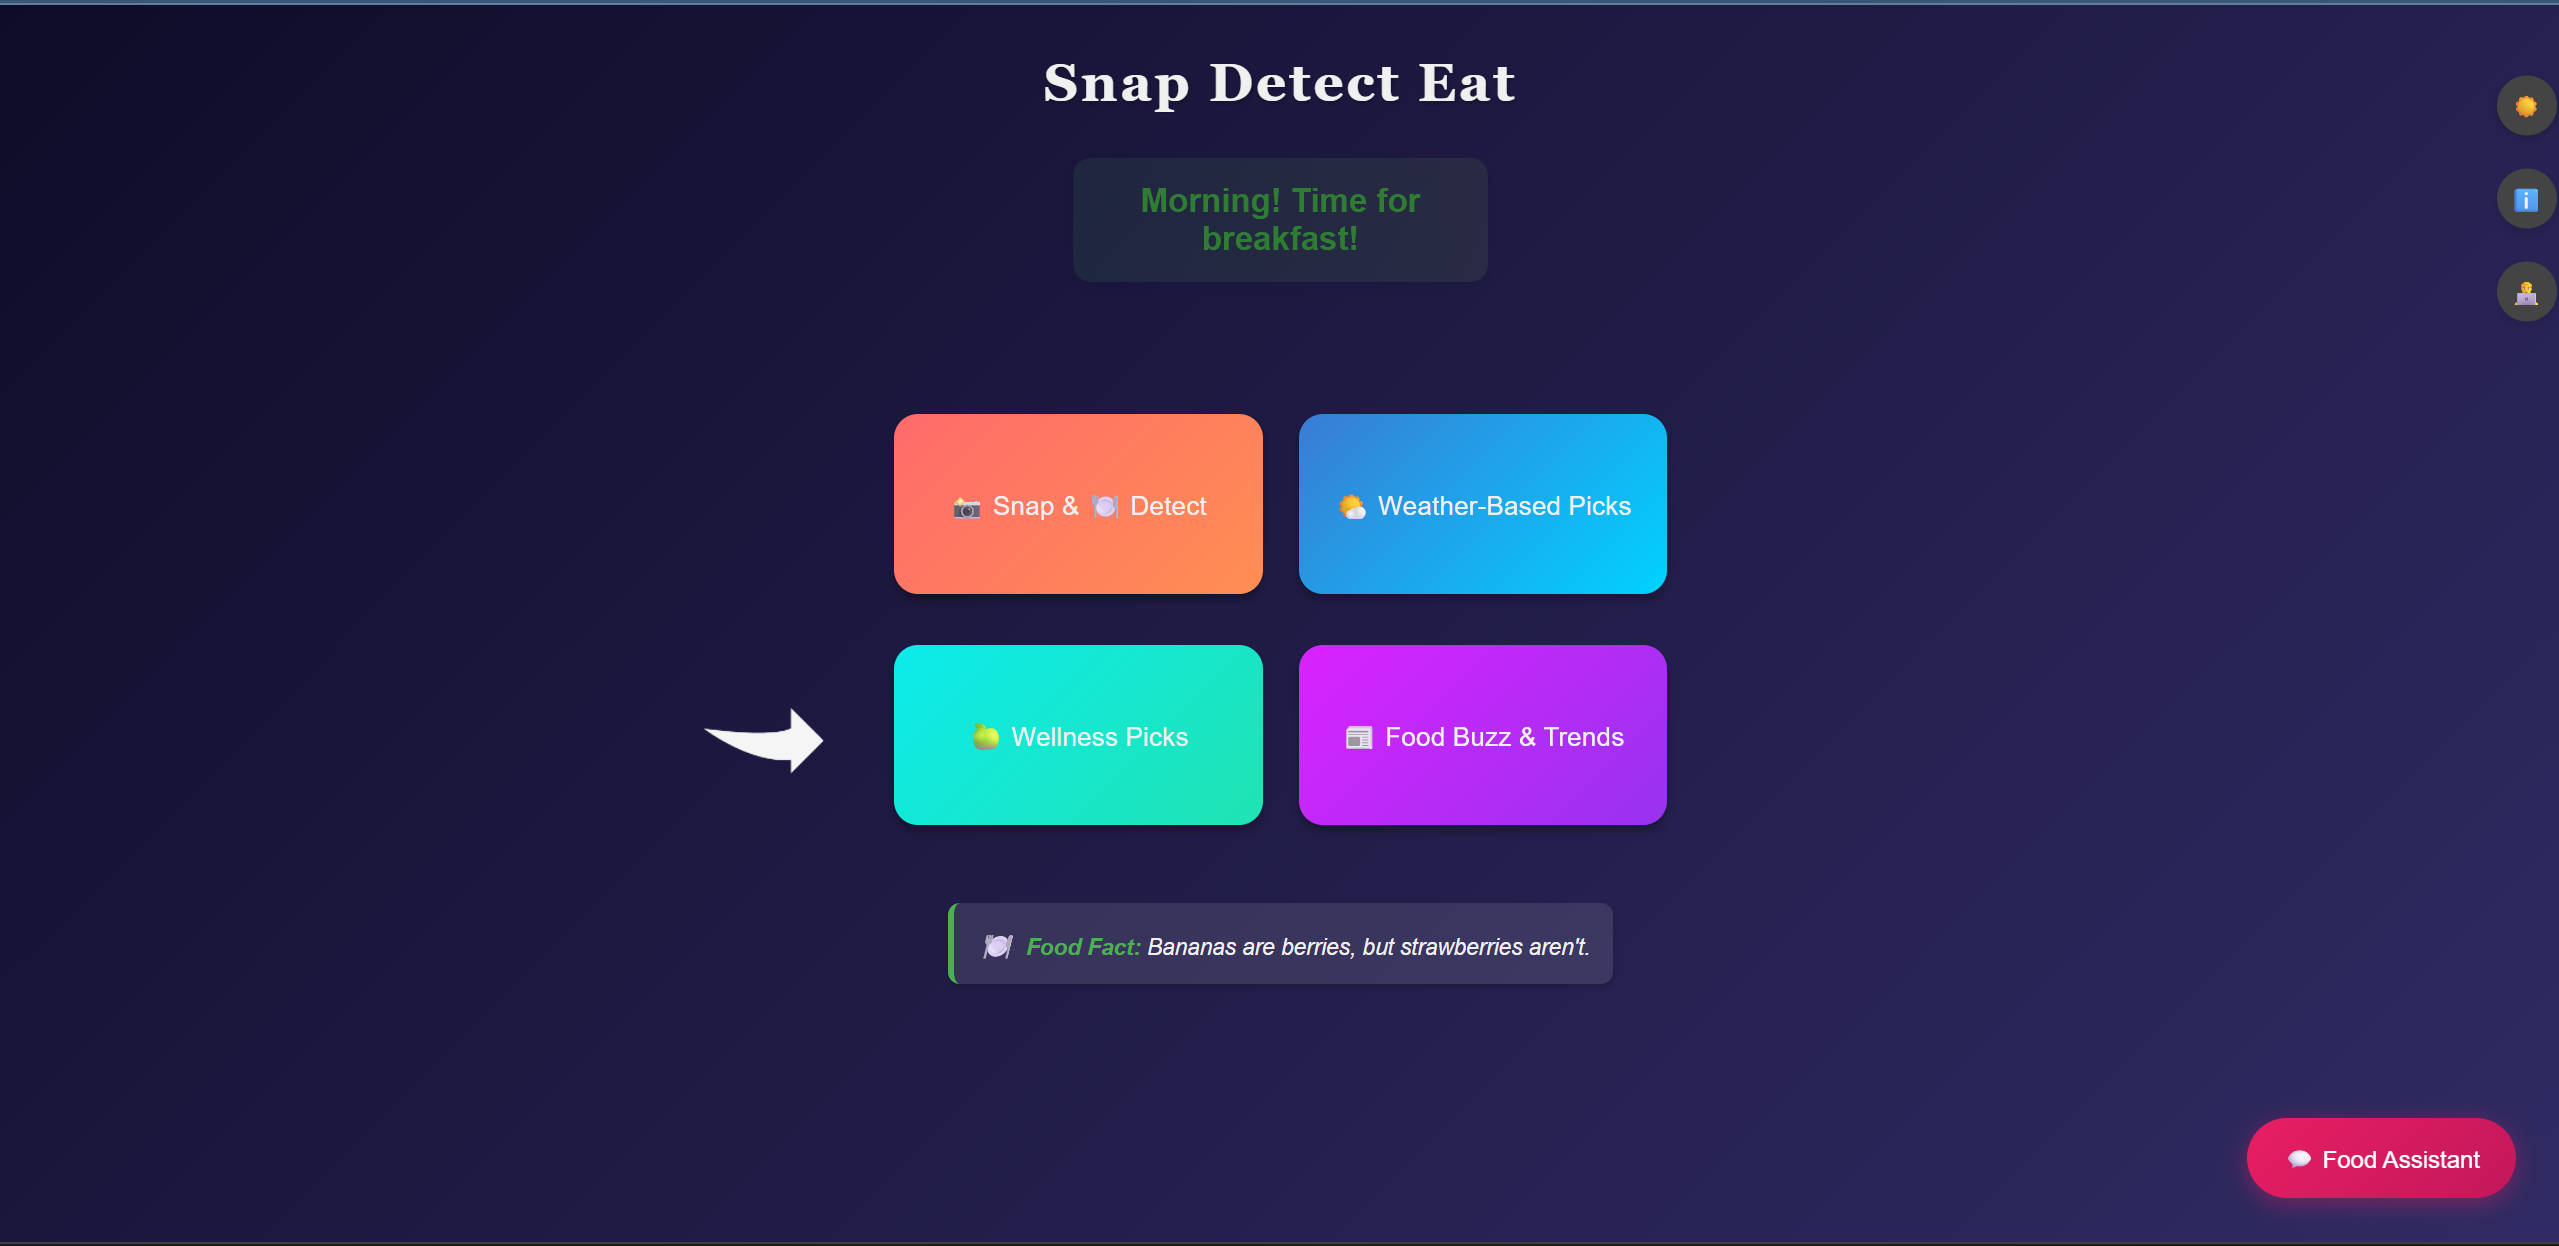 Snap Detect Eat
Morning! Time for
breakfast!
📸 Snap & 🍽️ Detect
🌤️ Weather-Based Picks
🍏 Wellness Picks
📰 Food Buzz & Trends
🍽️ Food Fact: Bananas are berries, but strawberries aren't.
💬 Food Assistant